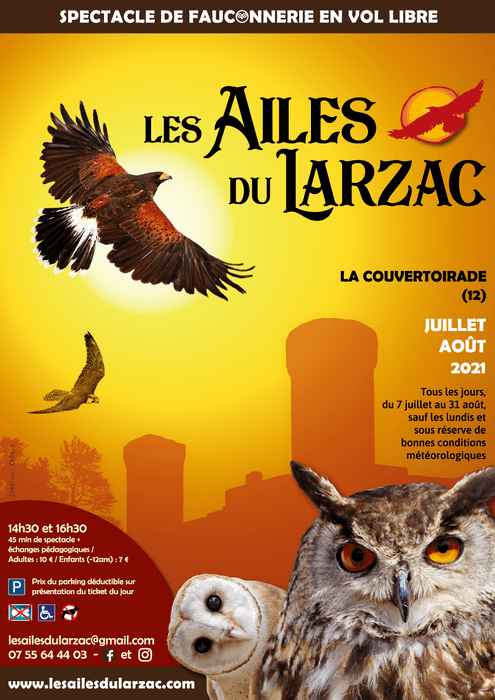 SPECTACLE DE FAUCONNERIE EN VOL LIBRE
LES AILES
DU LARZAC
LA COUVERTOIRADE
(12)
JUILLET
AOÛT
2021
Tous les jours,
du 7 juillet au 31 août,
sauf les lundis et
sous réserve de
bonnes conditions
météorologiques
14h30 et 16h30
45 min de spectacle +
échanges pédagogiques /
Adultes : 10 € / Enfants (-12ans) : 7 €
P
Prix du parking déductible sur
présentation du ticket du jour
lesailesdularzac@gmail.com
07 55 64 44 03 - f et
www.lesailesdularzac.com